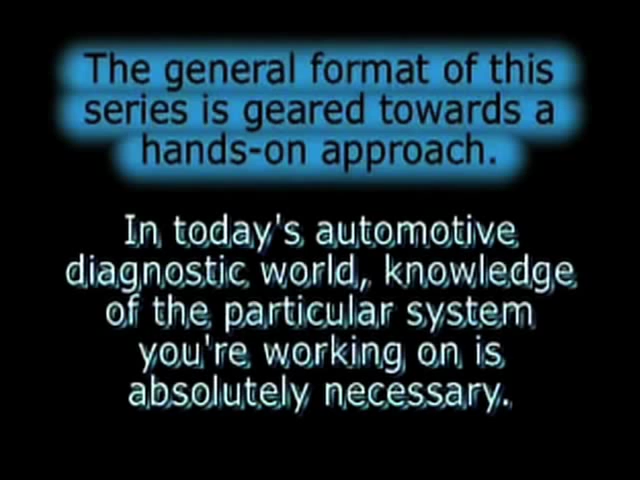 The general format of this
series is geared towards a
hands-on approach.
In today's automotive
diagnostic world, knowledge
of the particular system
you're working on is
absolutely necessary.